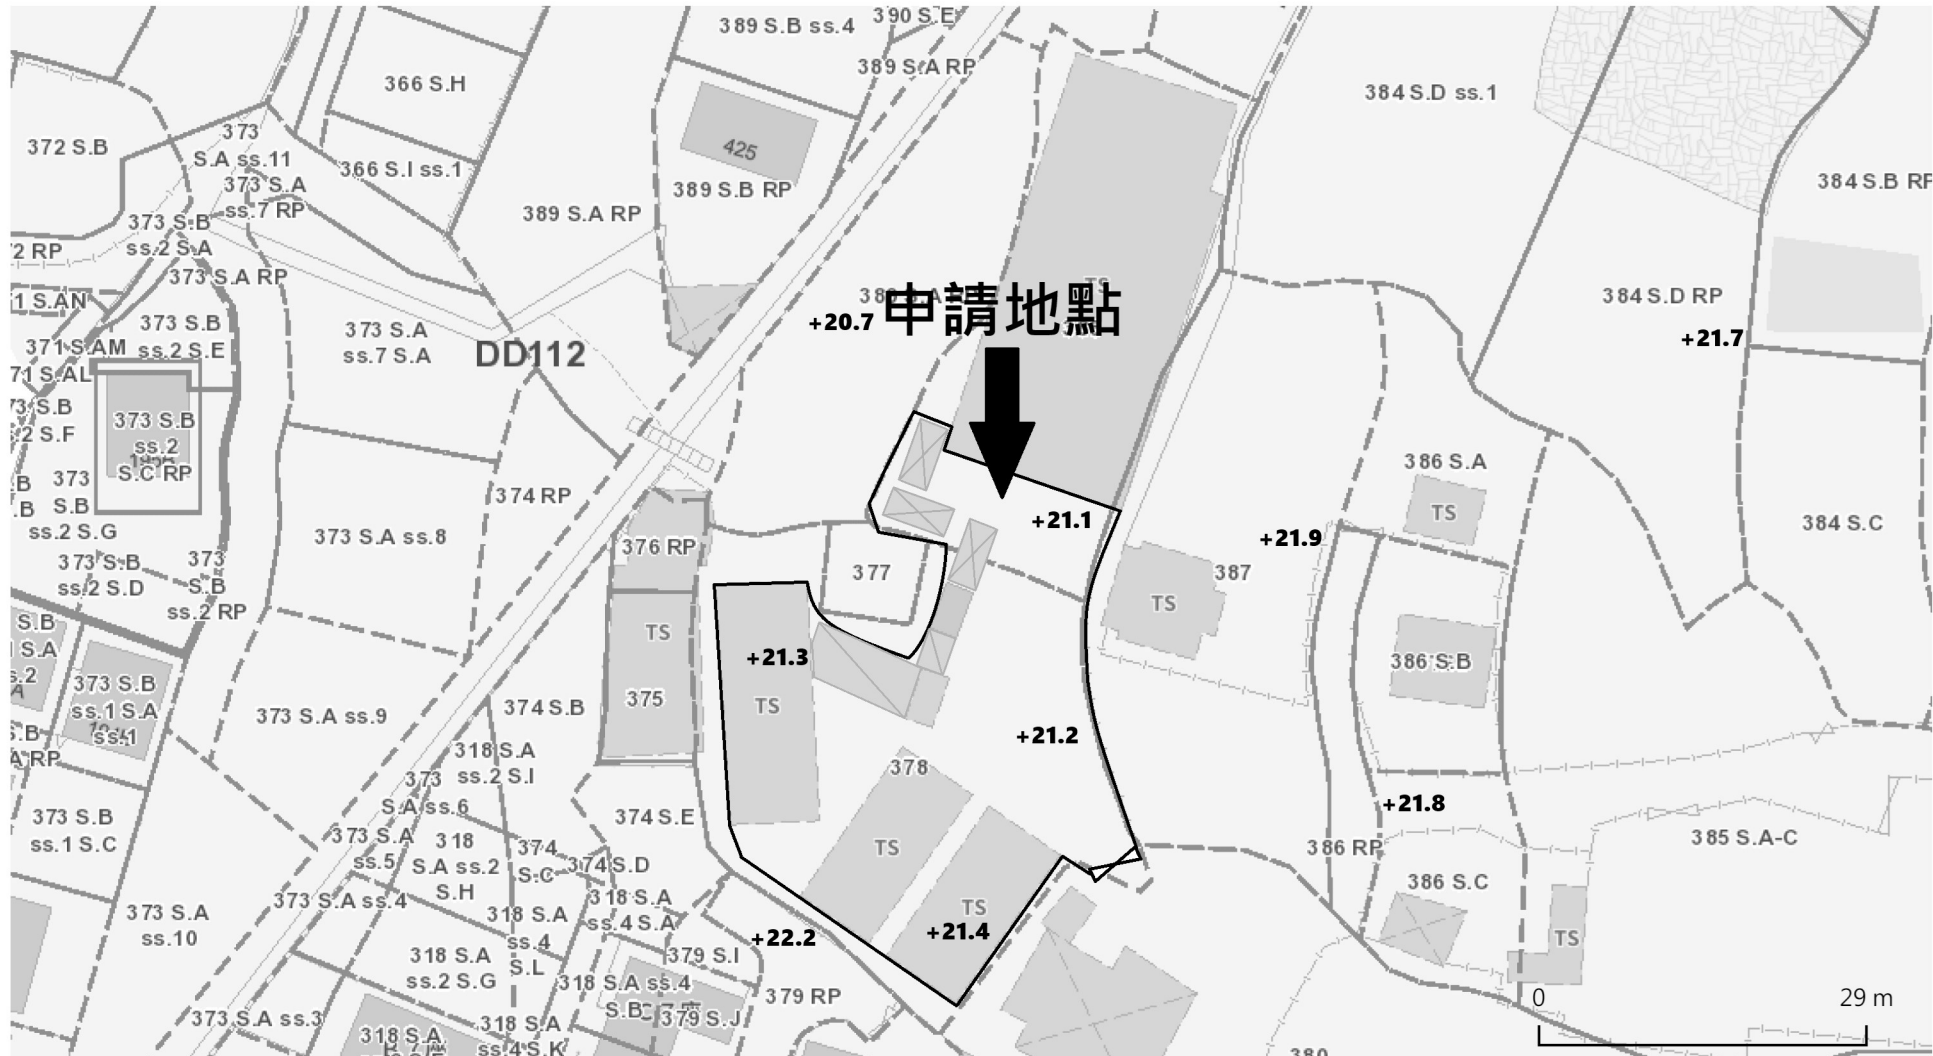 389 S.B ss.4
390 S.E
389 S.A RP
366 S.H
384 S.D ss.1
372 S.B
373
S.A ss.11
425
366 S.I ss.1
373 S.A
ss.7 RP
389 S.B RP
384 S.B RP
389 S.A RP
373 S.B
ss.2 S.A
2 RP
373 S.A RP
TS
1 S.AN
384 S.D RP
申請地點
+20.7
373 S.B
ss.2 S.E
373 S.A
ss.7 S.A
+21.7
371 S.AM
DD112
71 S.AL
373 S.B
ss.2
S.C RP
3 S.B
2 S.F
386 S.A
373
S.B
ss.2 S.G
374 RP
TS
+21.1
384 S.C
373 S.A ss.8
376 RP
+21.9
373 S.B
ss.2 S.D
373
S.B
ss.2 RP
377
387
TS
S.B
S.A
TS
+21.3
386 S.B
373 S.B
ss.1 S.A
ss.1
375
TS
374 S.B
373 S.A ss.9
+21.2
318 S.A
ss.2 S.I
A RP
378
373
S.A ss.6
+21.8
373 S.B
ss.1 S.C
374 S.E
385 S.A-C
373 S.A
ss.5
318
S.A ss.2
S.H
374
S.C
374 S.D
TS
386 RP
386 S.C
373 S.A ss.4
318 S.A
ss.4 S.A
TS
373 S.A
ss.10
318 S.A
ss.4
S.L
+22.2
+21.4
TS
318 S.A
ss.2 S.G
379 S.I
318 S.A ss.4
S.B
379 RP
0
29 m
373 S.A ss.3
379 S.J
318 S.A
318 S.A
ss.4 S.K
380